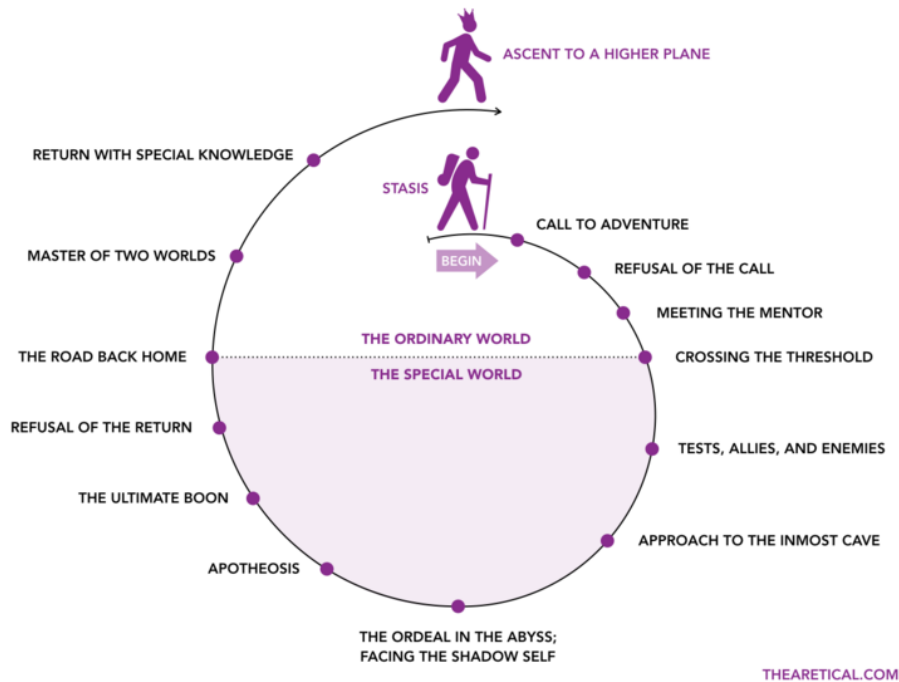 ASCENT TO A HIGHER PLANE
RETURN WITH SPECIAL KNOWLEDGE
STASIS
CALL TO ADVENTURE
MASTER OF TWO WORLDS
BEGIN
REFUSAL OF THE CALL
MEETING THE MENTOR
THE ORDINARY WORLD
THE ROAD BACK HOME
CROSSING THE THRESHOLD
THE SPECIAL WORLD
REFUSAL OF THE RETURN
TESTS, ALLIES, AND ENEMIES
THE ULTIMATE BOON
APPROACH TO THE INMOST CAVE
APOTHEOSIS
THE ORDEAL IN THE ABYSS;
FACING THE SHADOW SELF
THEARETICAL.COM